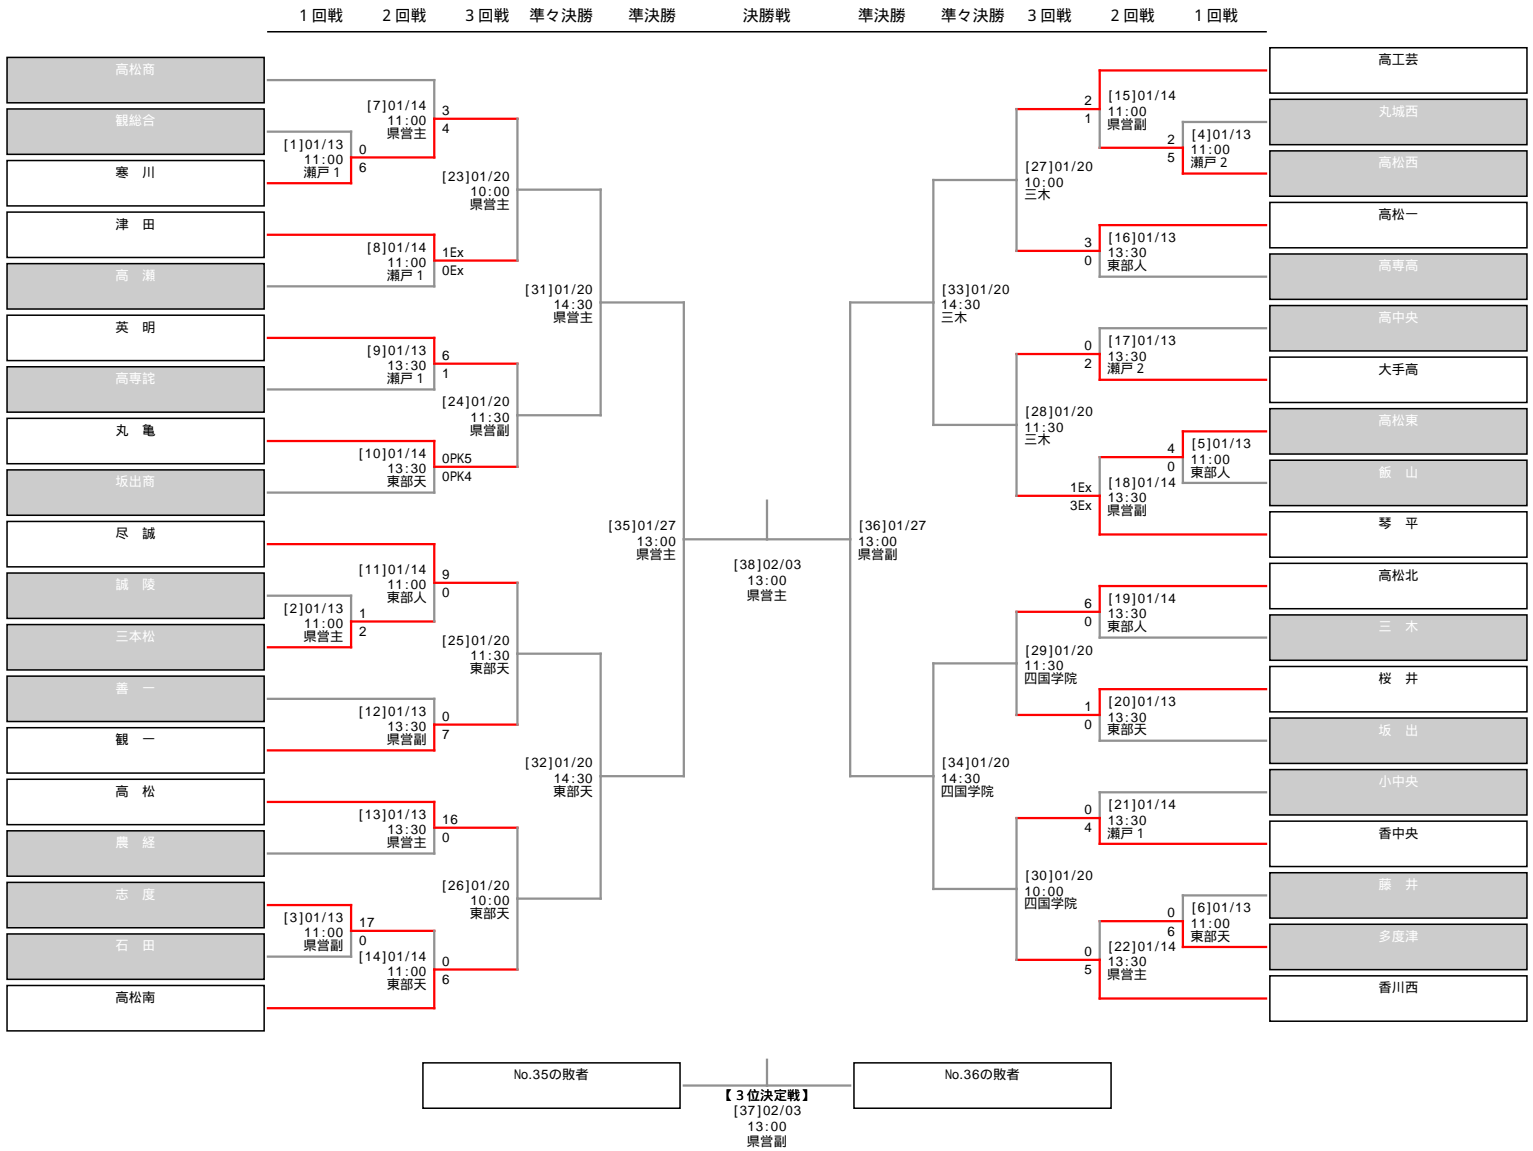 1回戦 2回戦 3回戦 準々決勝 準決勝 決勝戦 準決勝 準々決勝 3回戦 2回戦 1回戦
高松商
観総合
寒 川
津 田
高 瀬
英 明
高専詫
丸 亀
坂出商
尽 誠
誠 陵
三本松
善 一
観 一
高 松
農 経
志 度
石 田
高松南
[1]01/13
11:00
瀬戸1
0
6
[2]01/13
11:00
県営主
1
2
[3]01/13
11:00
県営副
17
0
[7]01/14
11:00
県営主
3
4
[8]01/14
11:00
瀬戸1
1Ex
0Ex
[9]01/13
13:30
瀬戸1
6
1
[10]01/14
13:30
東部天
0PK5
0PK4
[11]01/14
11:00
東部人
9
0
[12]01/13
13:30
県営副
0
7
[13]01/13
13:30
県営主
16
0
[14]01/14
11:00
東部天
0
6
[23]01/20
10:00
県営主
[24]01/20
11:30
県営副
[25]01/20
11:30
東部天
[26]01/20
10:00
東部天
[31]01/20
14:30
県営主
[32]01/20
14:30
東部天
[35]01/27
13:00
県営主
[38]02/03
13:00
県営主
[36]01/27
13:00
県営副
[33]01/20
14:30
三木
[34]01/20
14:30
四国学院
[27]01/20
10:00
三木
[28]01/20
11:30
三木
[29]01/20
11:30
四国学院
[30]01/20
10:00
四国学院
2
1
[15]01/14
11:00
県営副
3
0
[16]01/13
13:30
東部人
0
2
[17]01/13
13:30
瀬戸2
1Ex
3Ex
[18]01/14
13:30
県営副
6
0
[19]01/14
13:30
東部人
1
0
[20]01/13
13:30
東部天
0
4
[21]01/14
13:30
瀬戸1
0
5
[22]01/14
13:30
県営主
2
5
[4]01/13
11:00
瀬戸2
4
0
[5]01/13
11:00
東部人
0
6
[6]01/13
11:00
東部天
高工芸
丸城西
高松西
高松一
高専高
高中央
大手高
高松東
飯 山
琴 平
高松北
三 木
桜 井
坂 出
小中央
香中央
藤 井
多度津
香川西
No.35の敗者
【3位決定戦】
[37]02/03
13:00
県営副
No.36の敗者